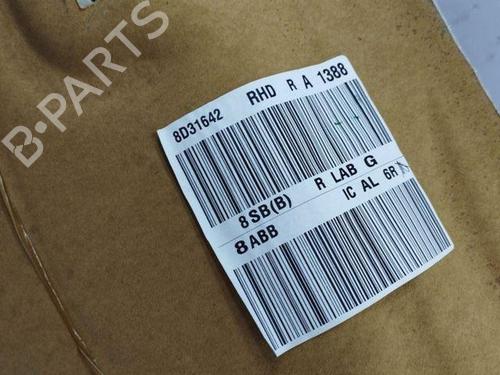 B-PARTS
8D31642 RHD R A 1388
8 SB(B) R LAB G
8 ABB IC AL 6R